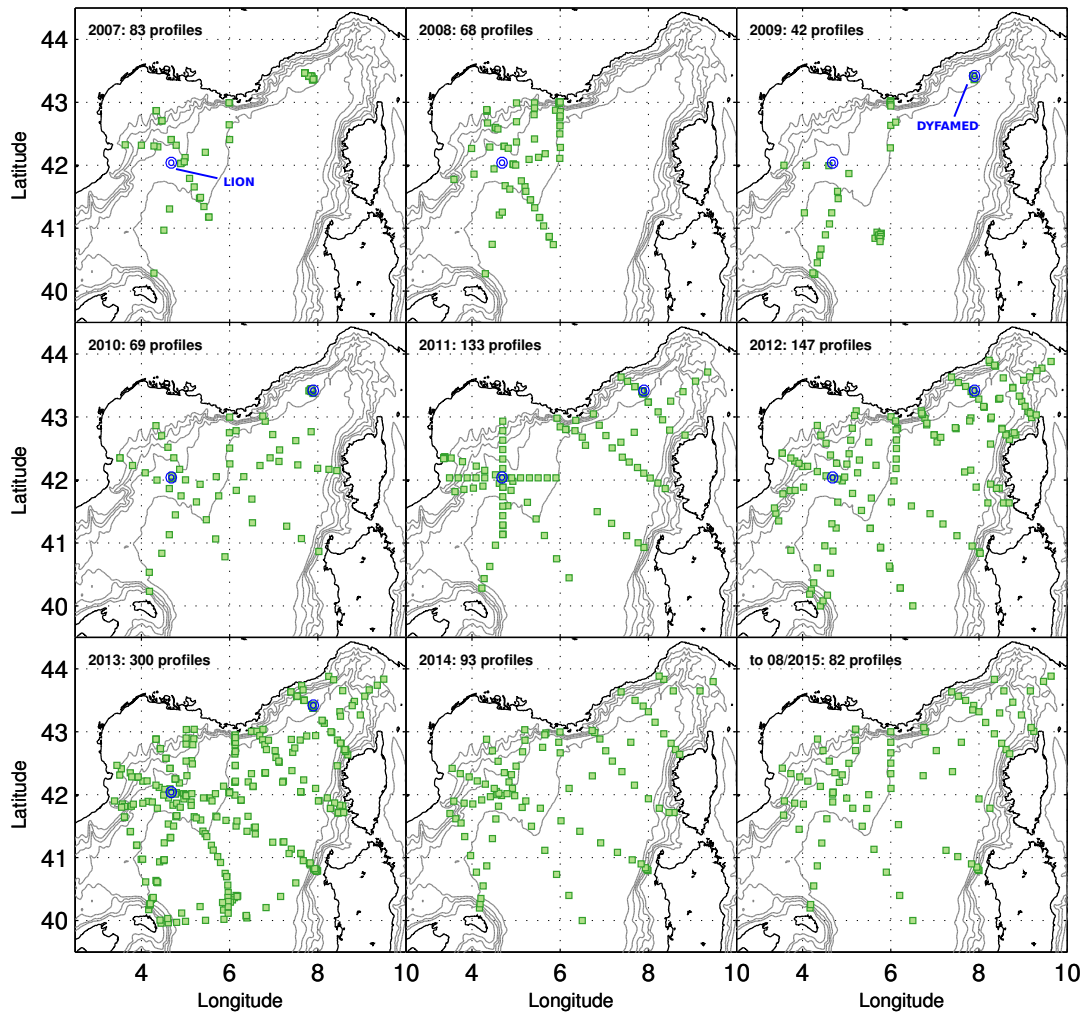 2007: 83 profiles
2008: 68 profiles
2009: 42 profiles
44
43
42
41
40
Latitude
LION
DYFAMED
2010: 69 profiles
2011: 133 profiles
2012: 147 profiles
44
43
42
41
40
Latitude
2013: 300 profiles
2014: 93 profiles
to 08/2015: 82 profiles
44
43
42
41
40
Latitude
4 6 8 10 4 6 8 10 4 6 8 10
Longitude Longitude Longitude